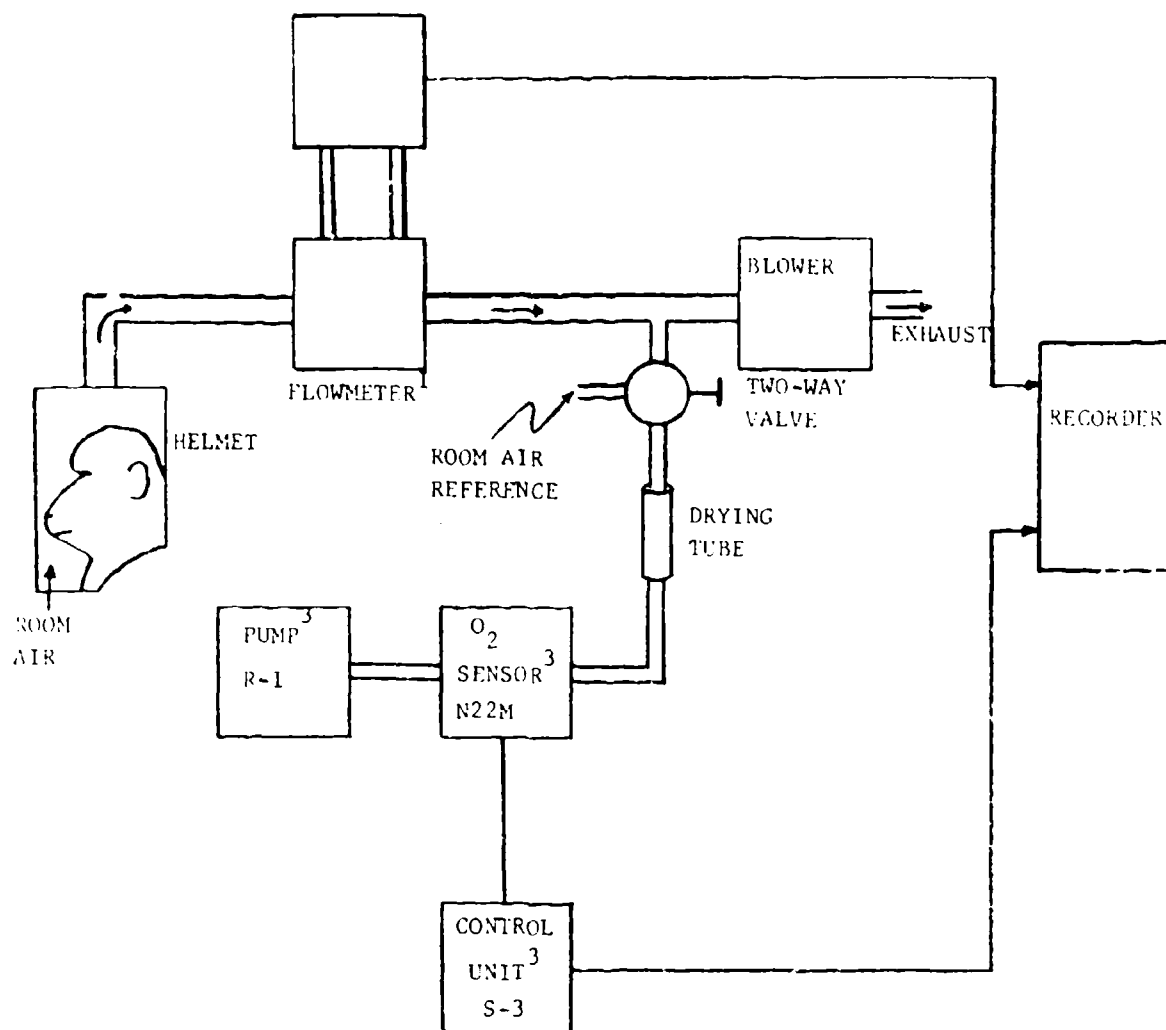 BLOWER
EXHAUST
FLOWMETER
TWO-WAY
VALVE
RECORDER
HELMET
ROOM AIR
REFERENCE
DRYING
TUBE
ROOM
AIR
PUMP³
R-1
O₂
SENSOR³
N22M
CONTROL
UNIT³
S-3